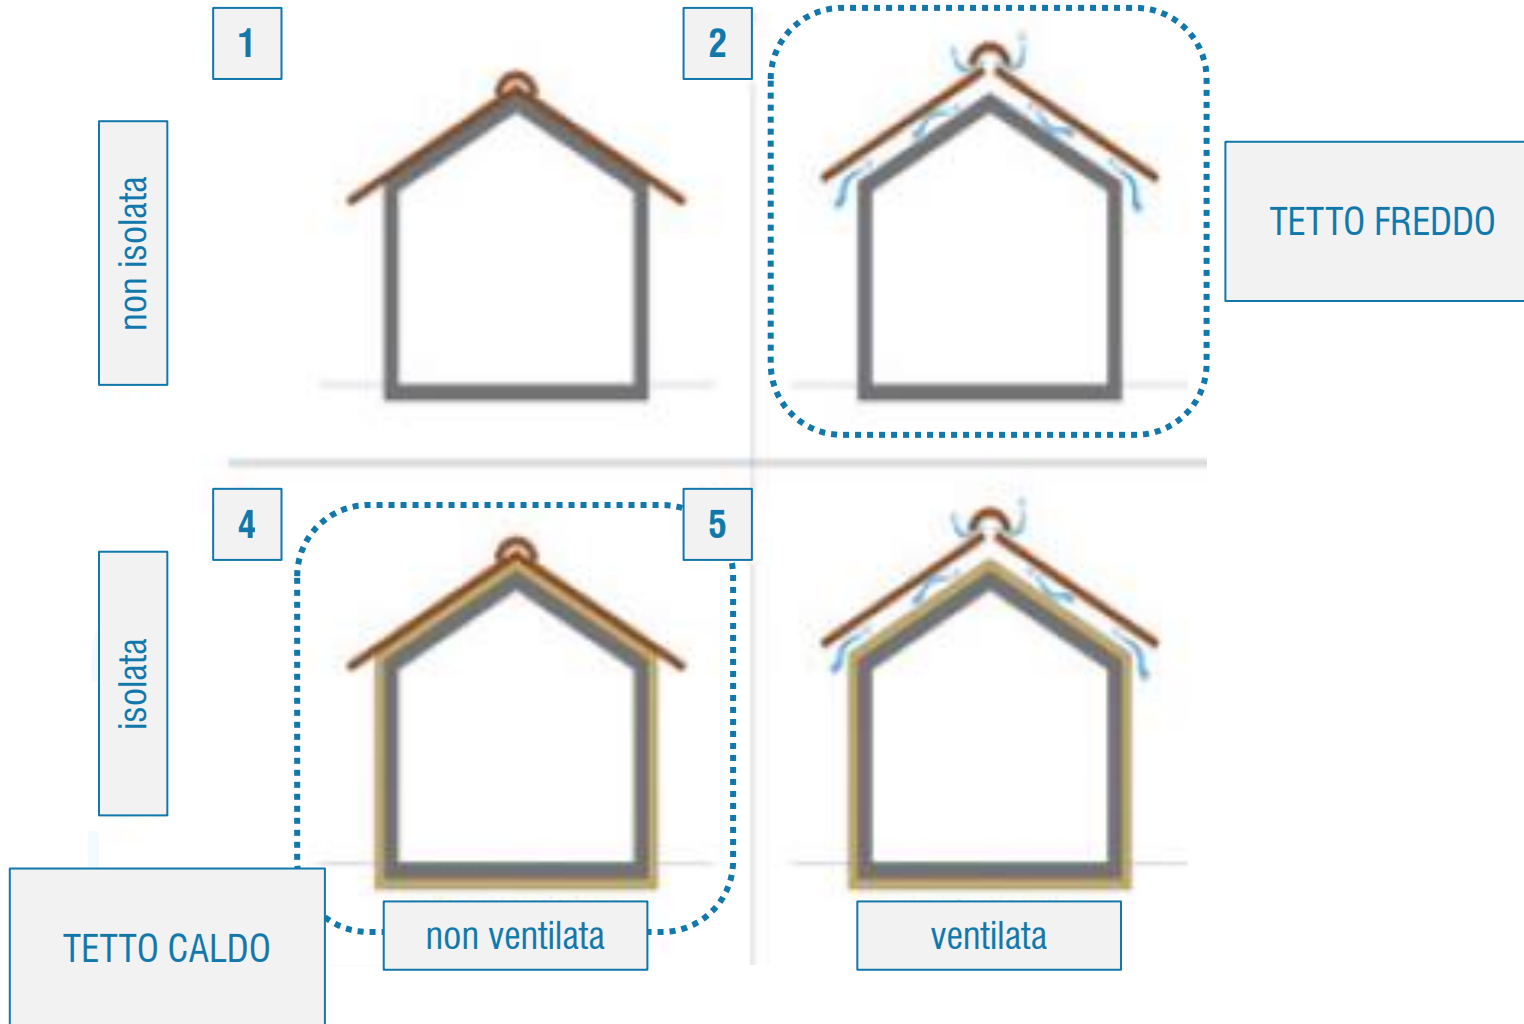 1
2
non isolata
TETTO FREDDO
4
5
isolata
TETTO CALDO
non ventilata
ventilata